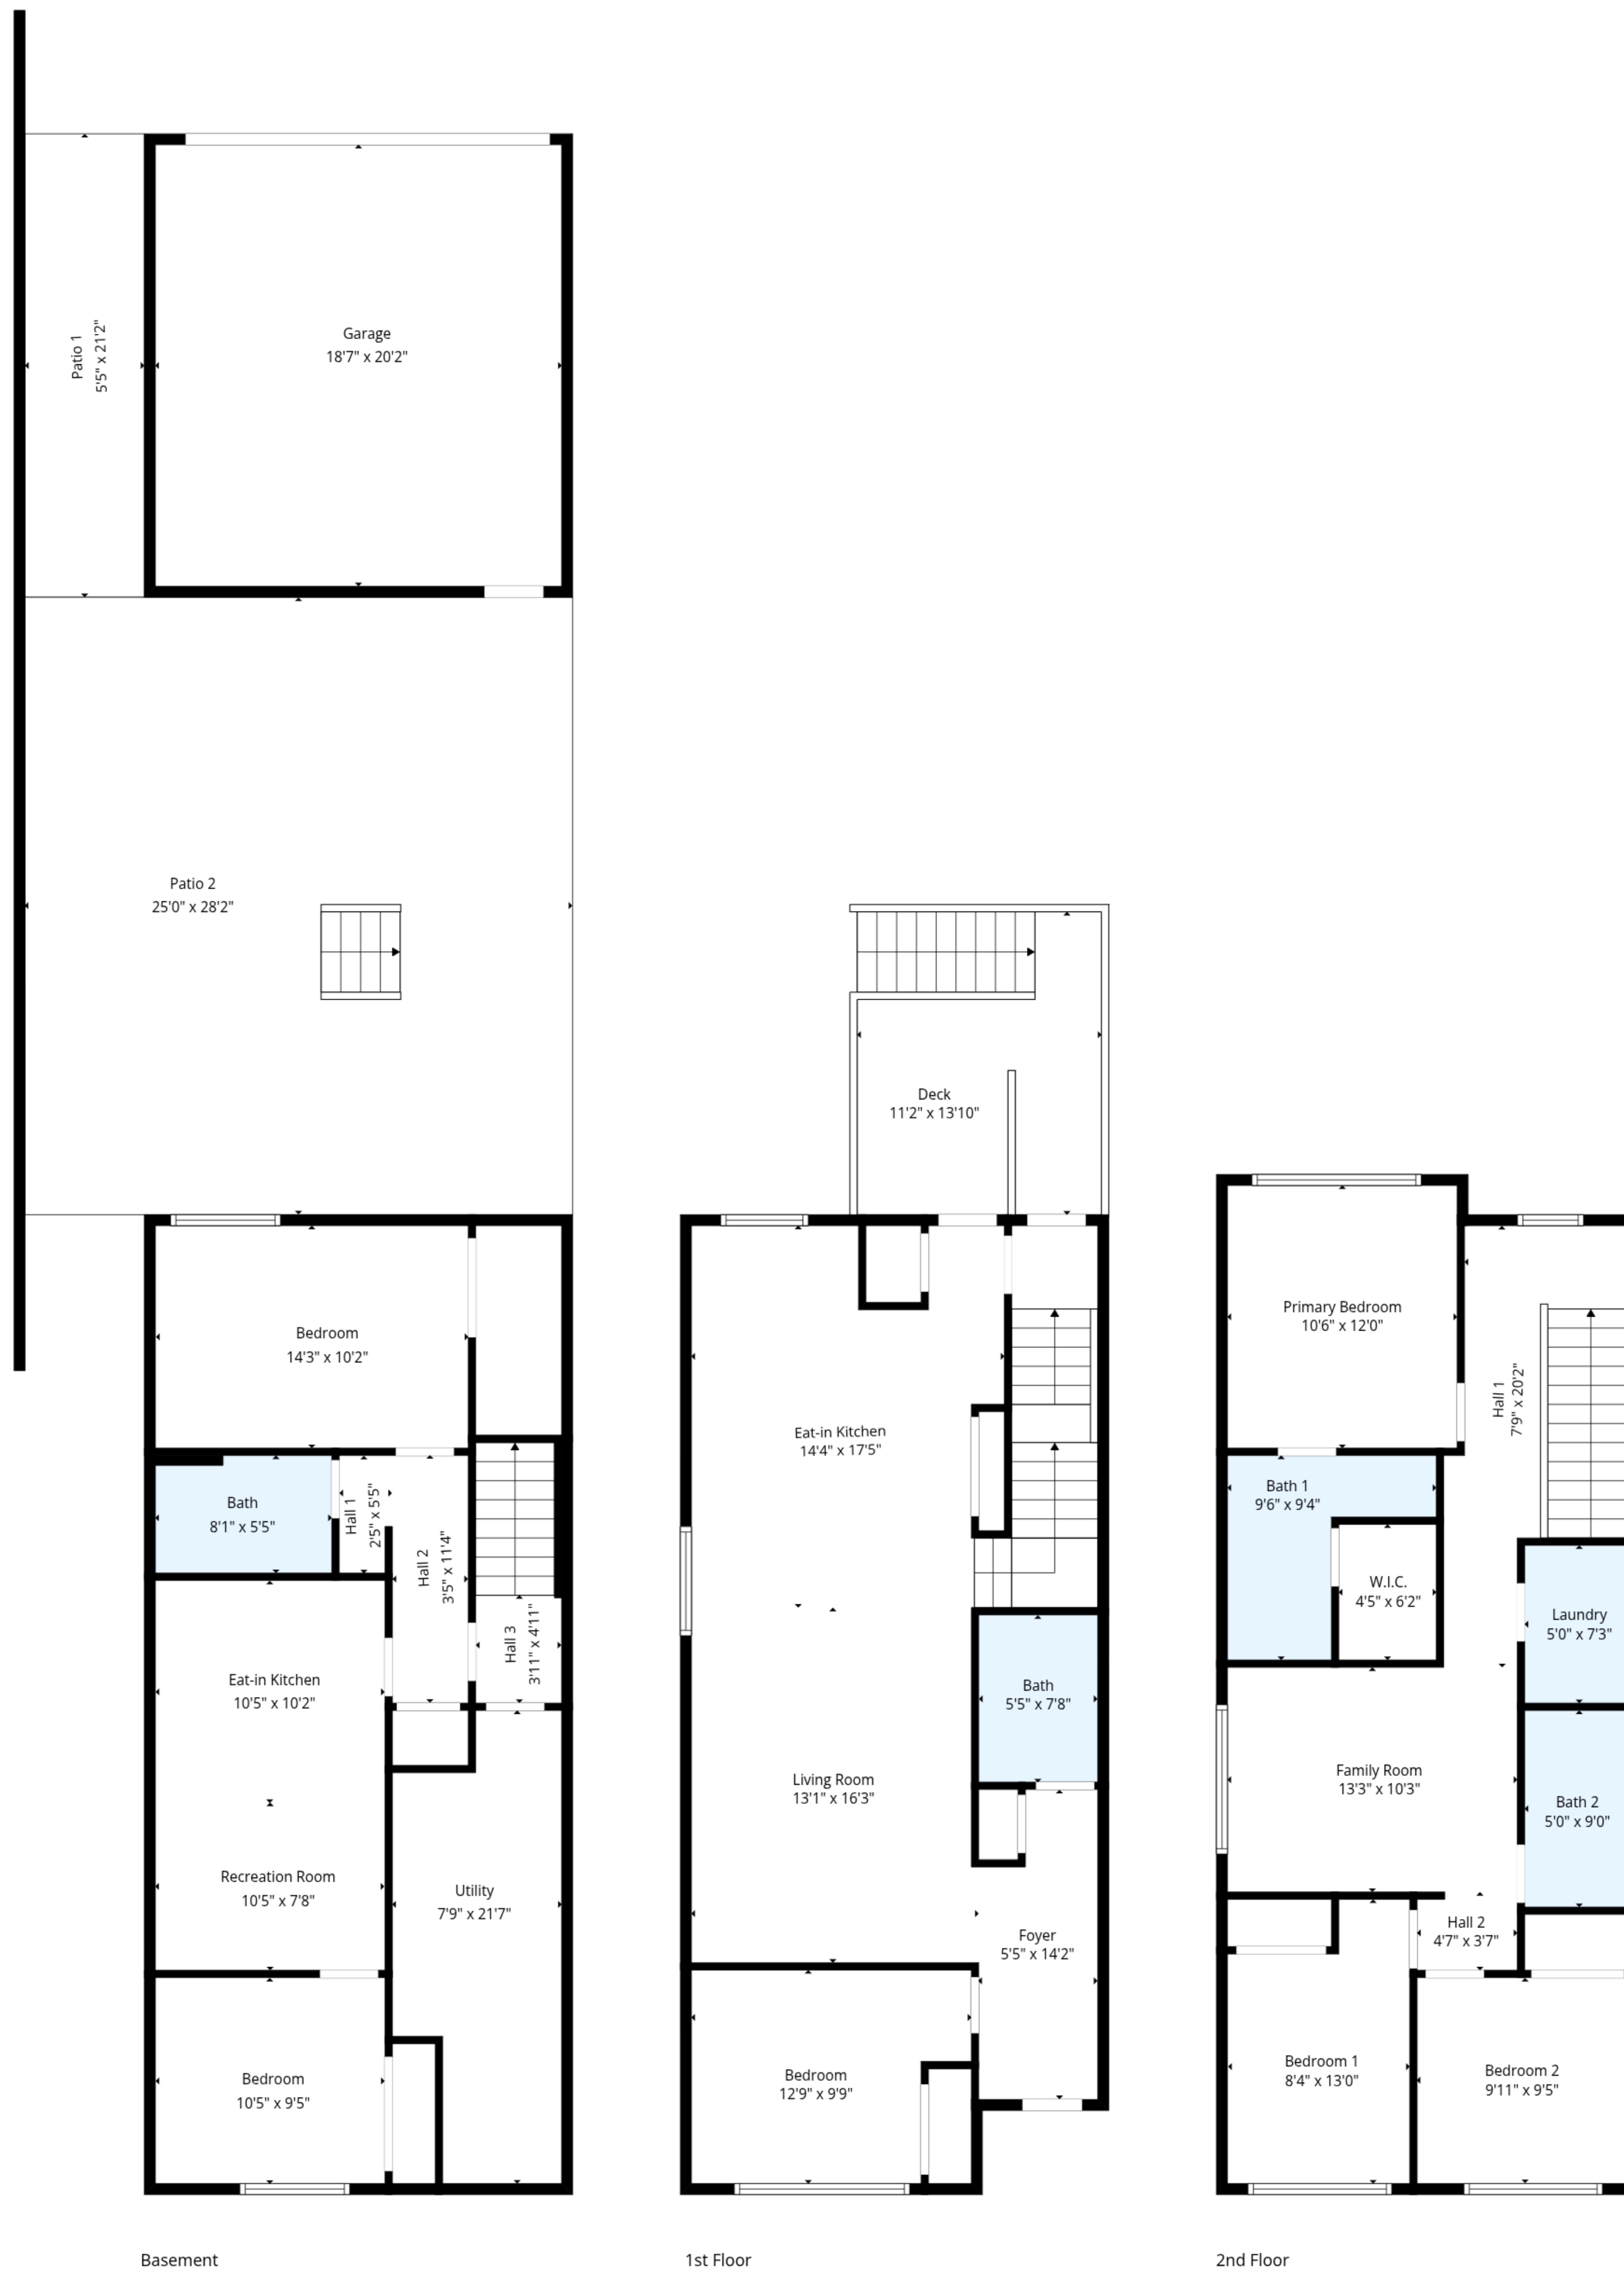 Patio 1
5'5" x 21'2"
Garage
18'7" x 20'2"
Patio 2
25'0" x 28'2"
Bedroom
14'3" x 10'2"
Bath
8'1" x 5'5"
Hall 1
2'5" x 5'5"
Hall 2
3'5" x 11'4"
Hall 3
3'11" x 4'11"
Eat-in Kitchen
10'5" x 10'2"
Recreation Room
10'5" x 7'8"
Utility
7'9" x 21'7"
Bedroom
10'5" x 9'5"
Basement
Deck
11'2" x 13'10"
Eat-in Kitchen
14'4" x 17'5"
Bath
5'5" x 7'8"
Living Room
13'1" x 16'3"
Foyer
5'5" x 14'2"
Bedroom
12'9" x 9'9"
1st Floor
Primary Bedroom
10'6" x 12'0"
Hall 1
7'9" x 20'2"
Bath 1
9'6" x 9'4"
W.I.C.
4'5" x 6'2"
Laundry
5'0" x 7'3"
Family Room
13'3" x 10'3"
Bath 2
5'0" x 9'0"
Hall 2
4'7" x 3'7"
Bedroom 1
8'4" x 13'0"
Bedroom 2
9'11" x 9'5"
2nd Floor